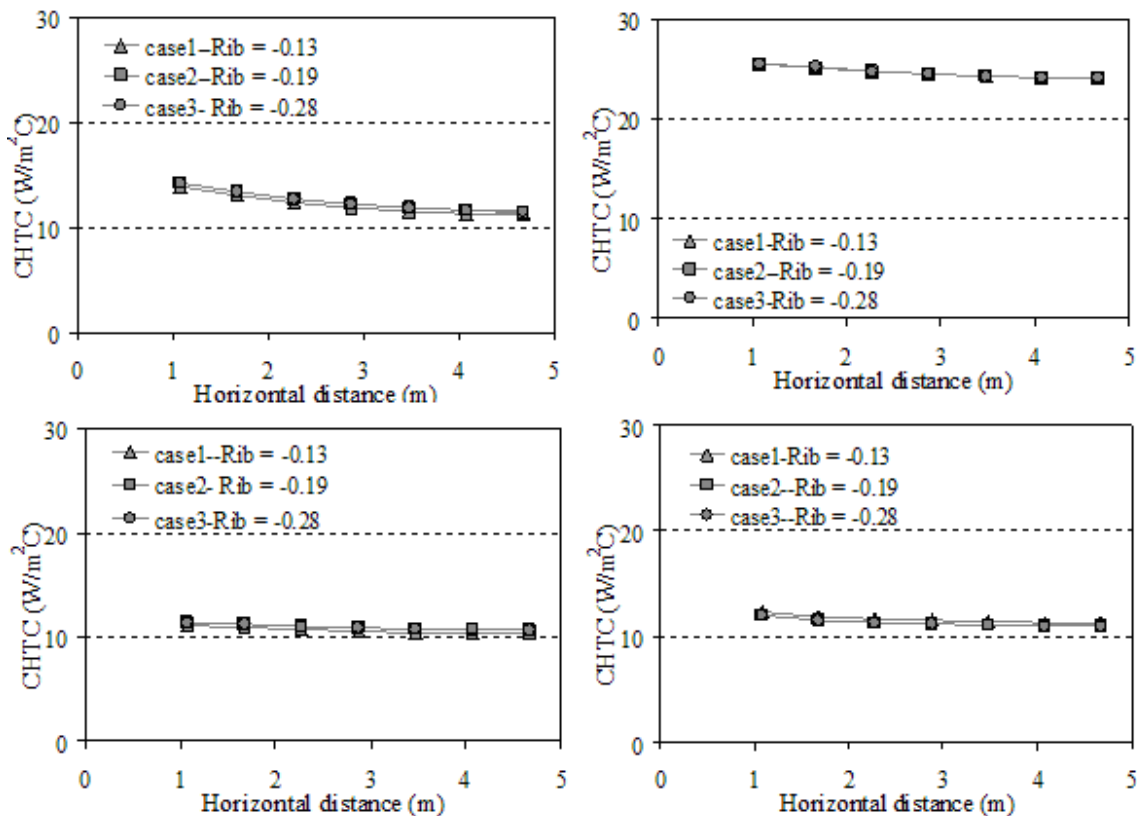 30
20
10
0
CHTC (W/m²C)
case1–Rib = -0.13
case2–Rib = -0.19
case3- Rib = -0.28
0 1 2 3 4 5
Horizontal distance (m)
30
20
10
0
CHTC (W/m²C)
case1-Rib = -0.13
case2–Rib = -0.19
case3-Rib = -0.28
0 1 2 3 4 5
Horizontal distance (m)
30
20
10
0
CHTC (W/m²C)
case1--Rib = -0.13
case2- Rib = -0.19
case3-Rib = -0.28
0 1 2 3 4 5
Horizontal distance (m)
30
20
10
0
CHTC (W/m²C)
case1-Rib = -0.13
case2--Rib = -0.19
case3--Rib = -0.28
0 1 2 3 4 5
Horizontal distance (m)